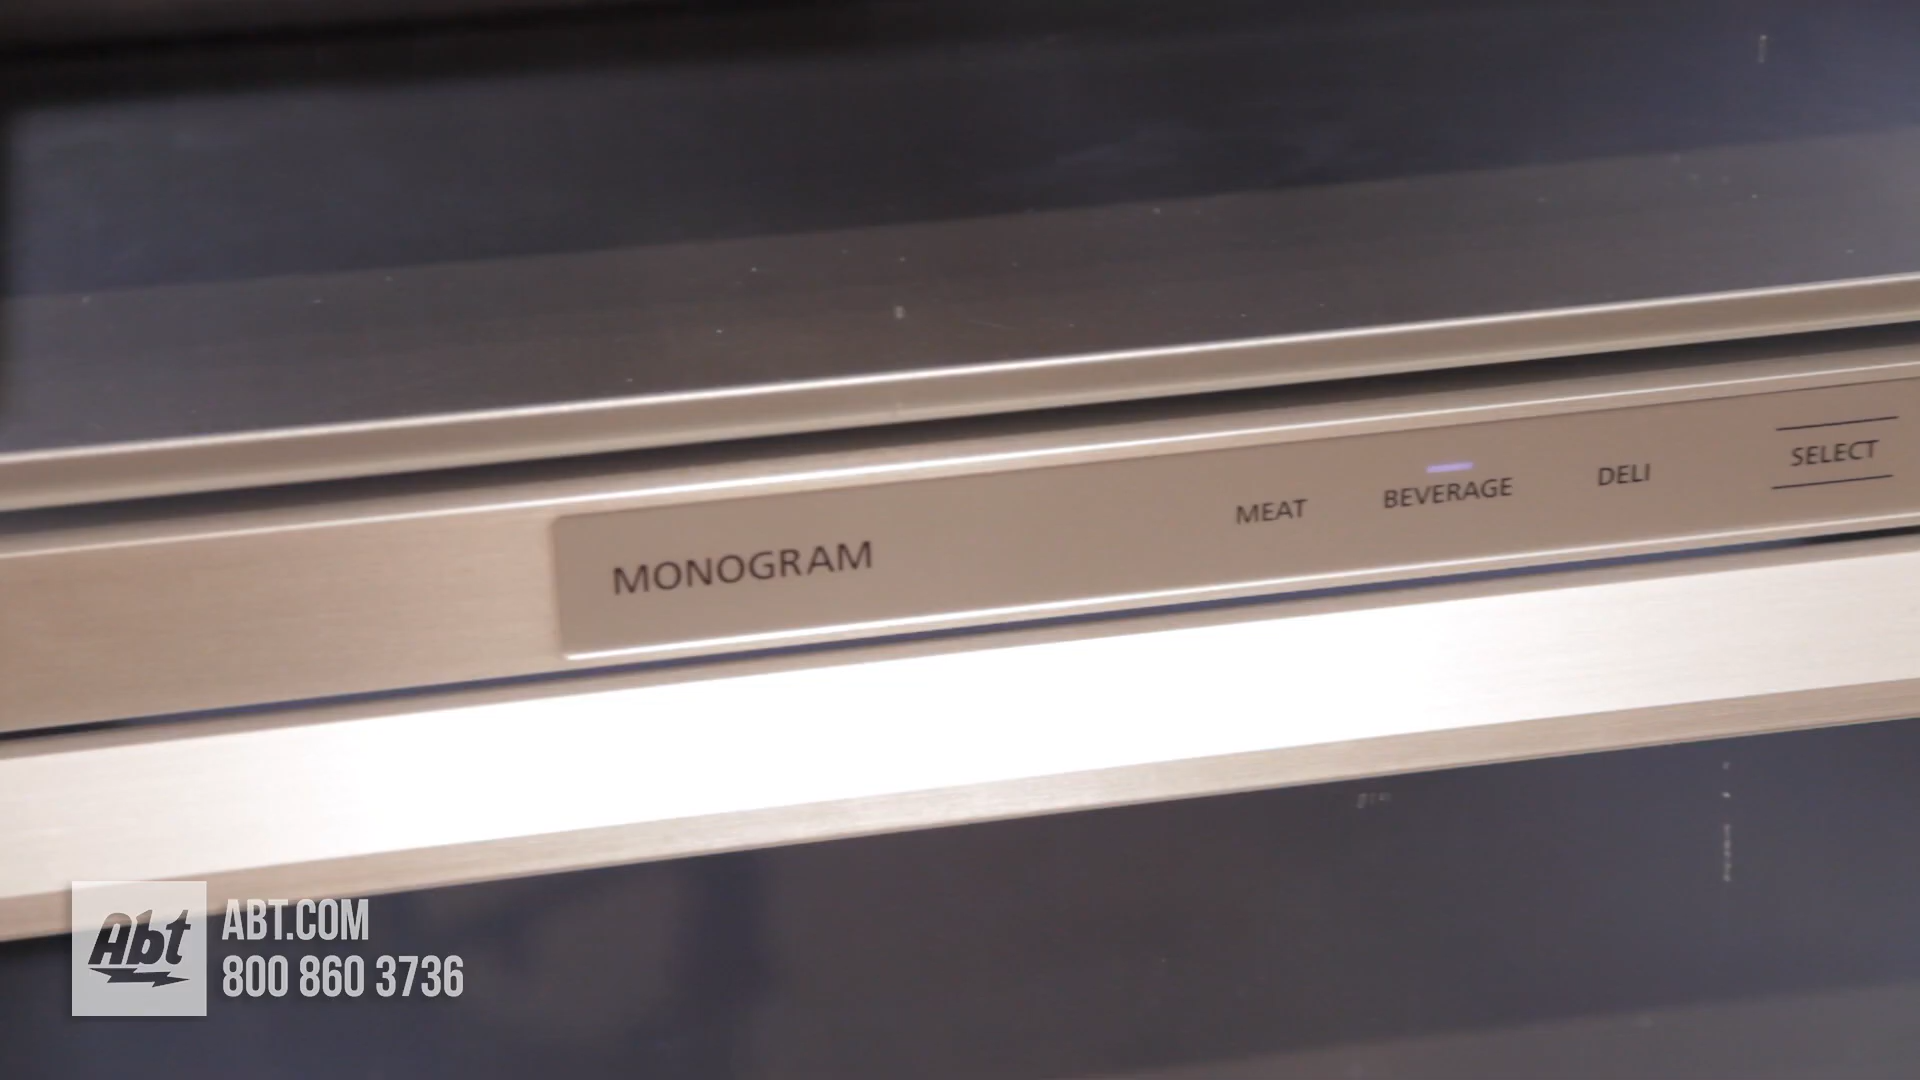 MONOGRAM
MEAT
BEVERAGE
DELI
SELECT
Abt
ABT.COM
800 860 3736